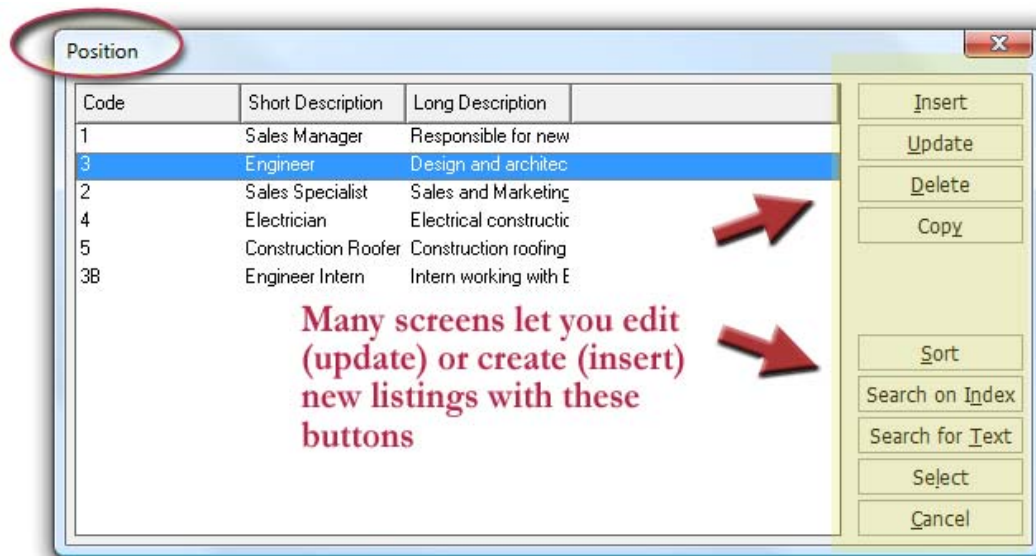 Position
Code Short Description Long Description
1 Sales Manager Responsible for new
3 Engineer Design and architec
2 Sales Specialist Sales and Marketing
4 Electrician Electrical constructic
5 Construction Roofer Construction roofing
3B Engineer Intern Intern working with E
Many screens let you edit
(update) or create (insert)
new listings with these
buttons
Insert
Update
Delete
Copy
Sort
Search on Index
Search for Text
Select
Cancel